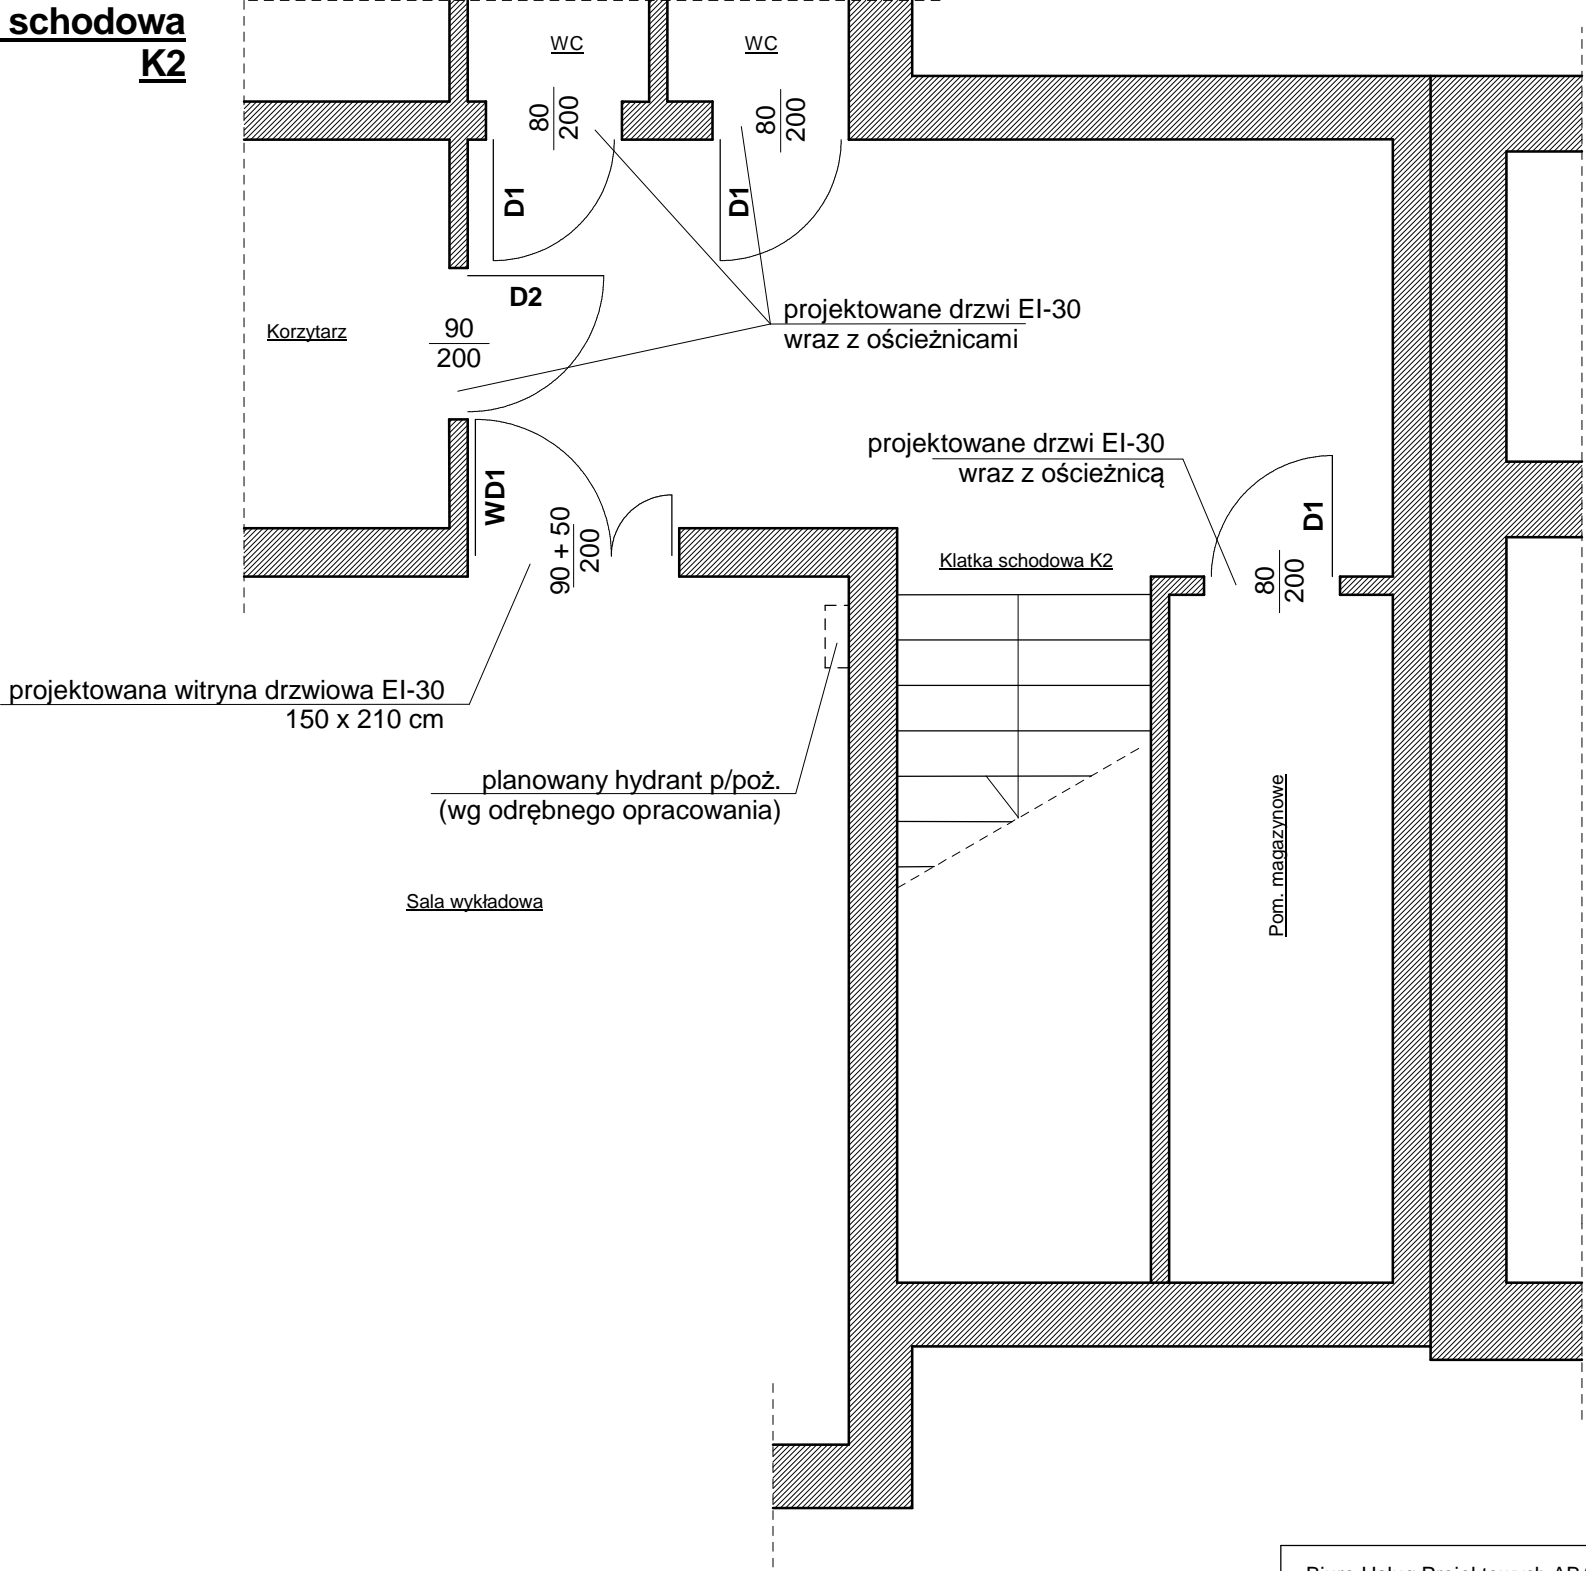 schodowa
K2
WC
WC
80
200
80
200
D1
D1
D2
Korzytarz
90
200
projektowane drzwi EI-30
wraz z ościeżnicami
projektowane drzwi EI-30
wraz z ościeżnicą
WD1
90 + 50
200
D1
Klatka schodowa K2
80
200
projektowana witryna drzwiowa EI-30
150 x 210 cm
planowany hydrant p/poż.
(wg odrębnego opracowania)
Pom. magazynowe
Sala wykładowa